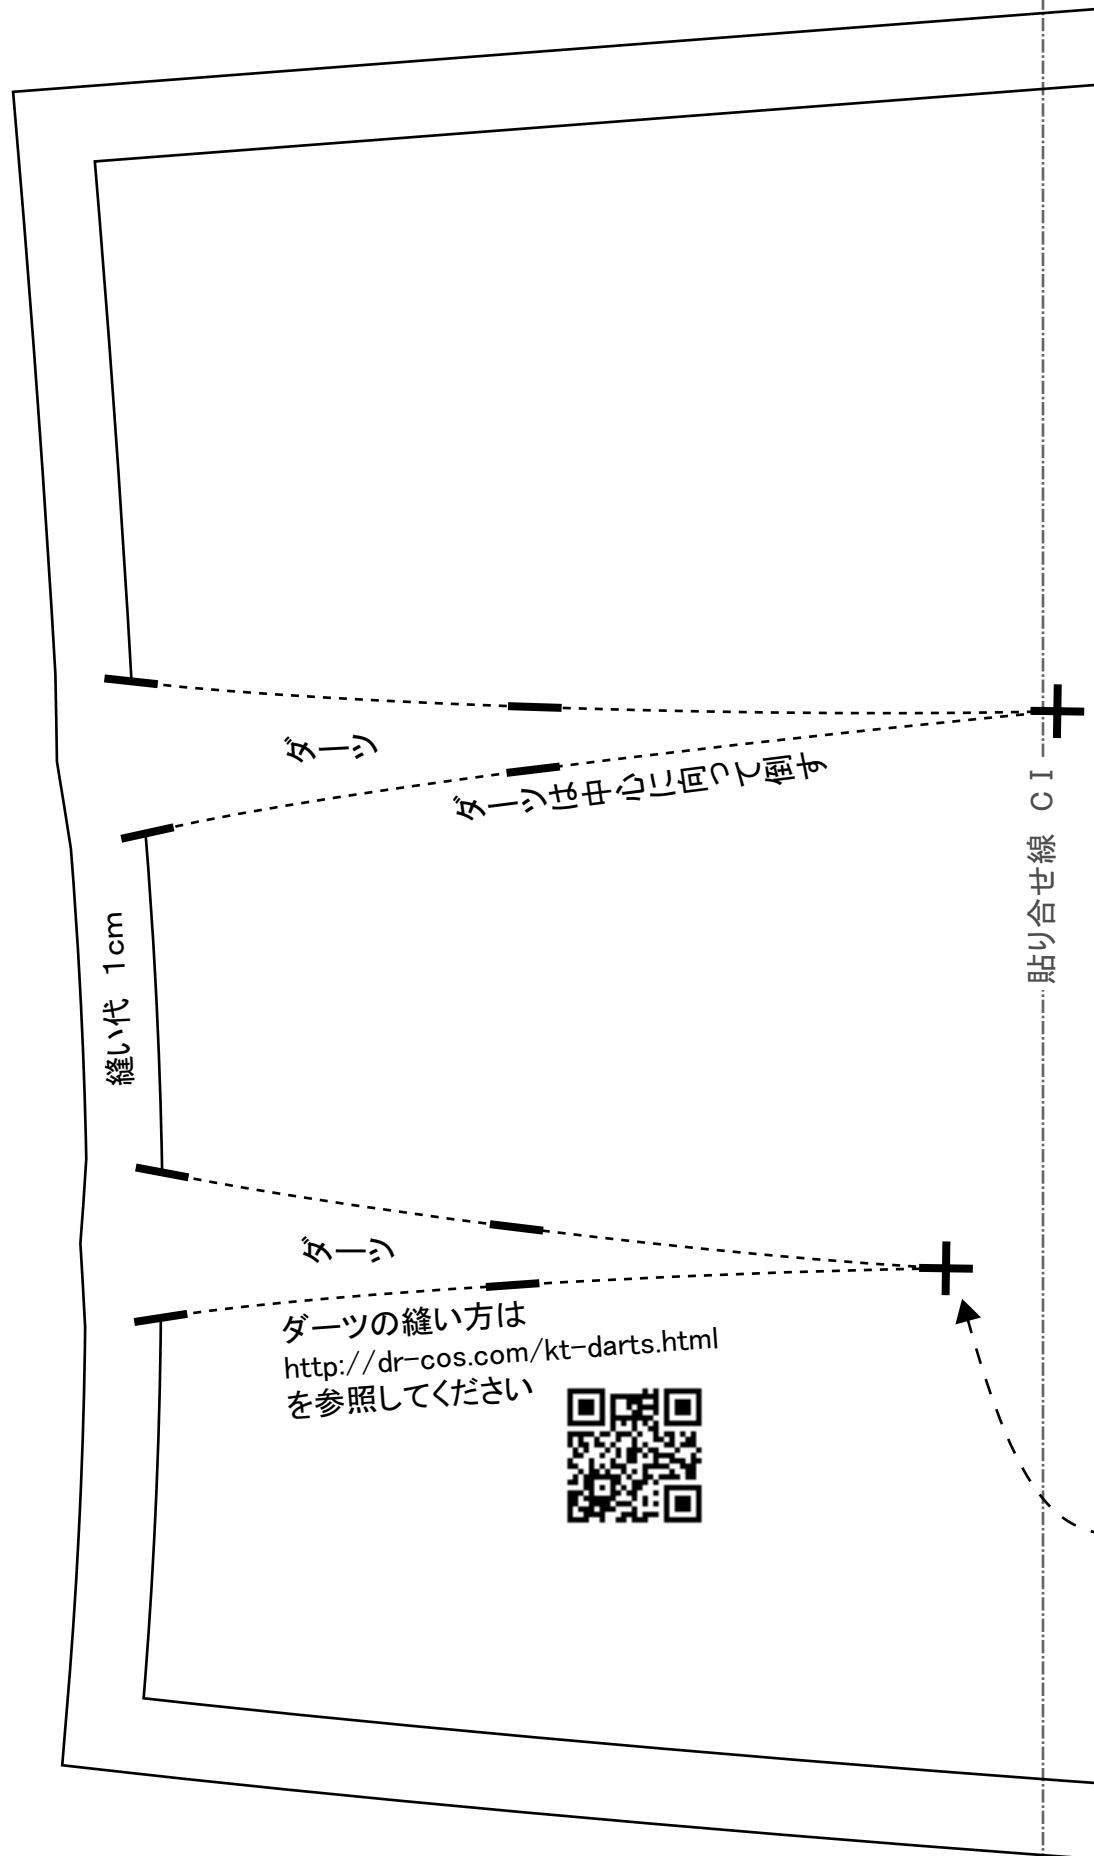 ダーツ
ダーツは中心に向って倒す
貼り合せ線 CI
縫い代 1cm
ダーツ
ダーツの縫い方は
http://dr-cos.com/kt-darts.html
を参照してください